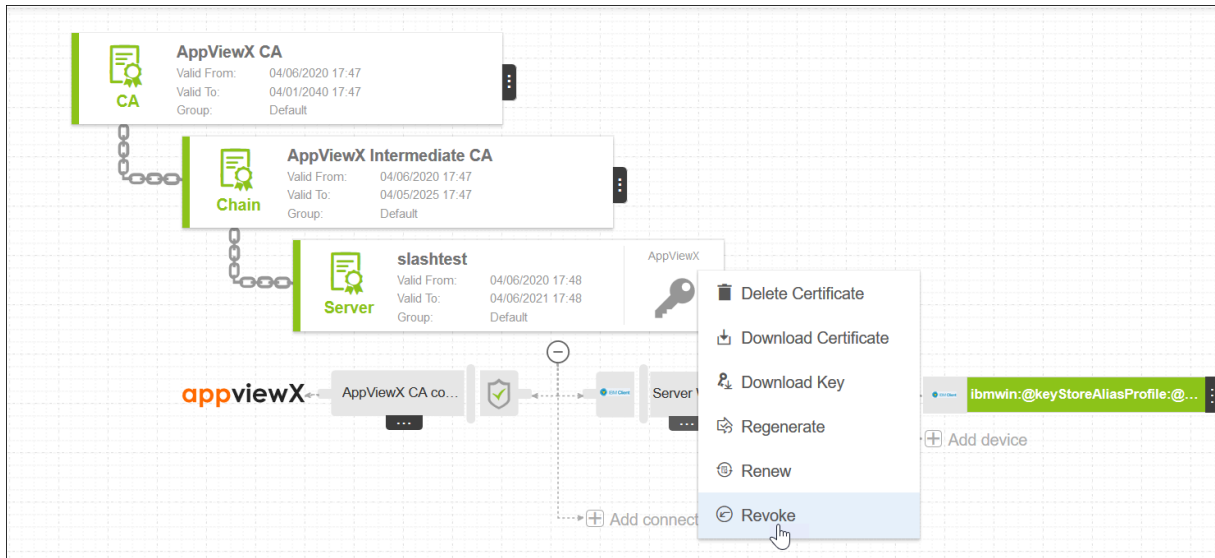 AppViewX CA
Valid From: 04/06/2020 17:47
Valid To: 04/01/2040 17:47
Group: Default
CA
AppViewX Intermediate CA
Valid From: 04/06/2020 17:47
Valid To: 04/05/2025 17:47
Group: Default
Chain
slashtest
Valid From: 04/06/2020 17:48
Valid To: 04/06/2021 17:48
Group: Default
Server
AppViewX
Delete Certificate
Download Certificate
Download Key
Regenerate
Renew
Revoke
appviewX
AppViewX CA co...
Server
ibmwin:@keyStoreAliasProfile:@...
Add device
Add connect